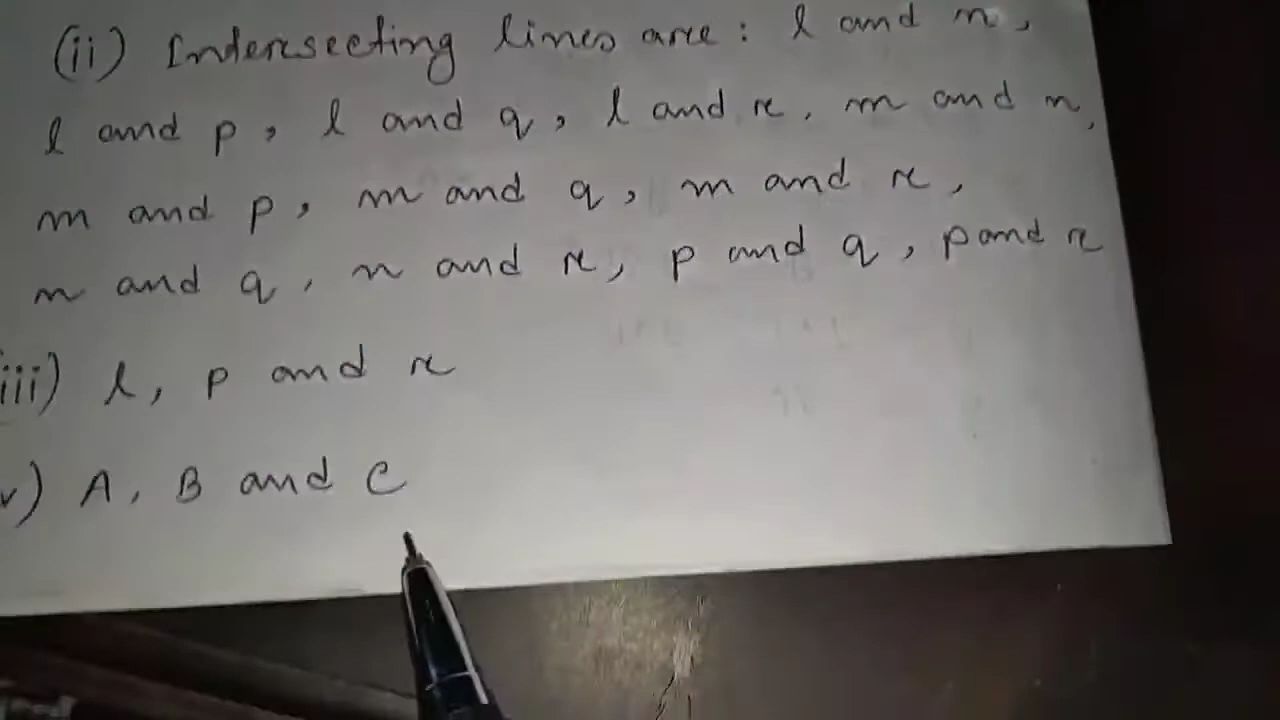 (ii) Intersecting lines are: l and n,
l and p, l and q, l and r, m and n,
m and p, m and q, m and r,
n and q, n and r, p and q, p and r
iii) l, p and r
v) A, B and C